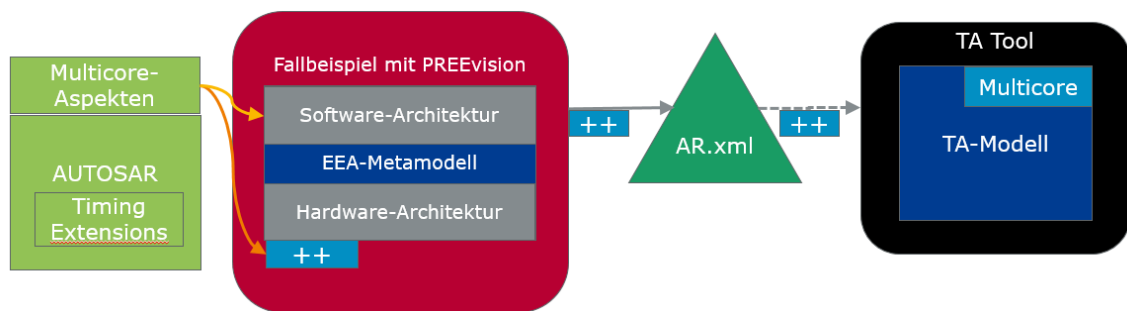 Multicore-
Aspekten
AUTOSAR
Timing
Extensions
Fallbeispiel mit PREEvision
Software-Architektur
EEA-Metamodell
Hardware-Architektur
++
++
AR.xml
++
TA Tool
Multicore
TA-Modell